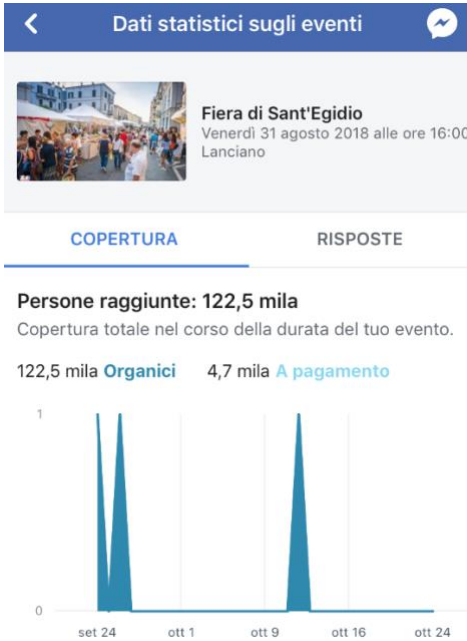 Dati statistici sugli eventi
Fiera di Sant'Egidio
Venerdì 31 agosto 2018 alle ore 16:00
Lanciano
COPERTURA RISPOSTE
Persone raggiunte: 122,5 mila
Copertura totale nel corso della durata del tuo evento.
122,5 mila Organici 4,7 mila A pagamento
1
0
set 24 ott 1 ott 9 ott 16 ott 24